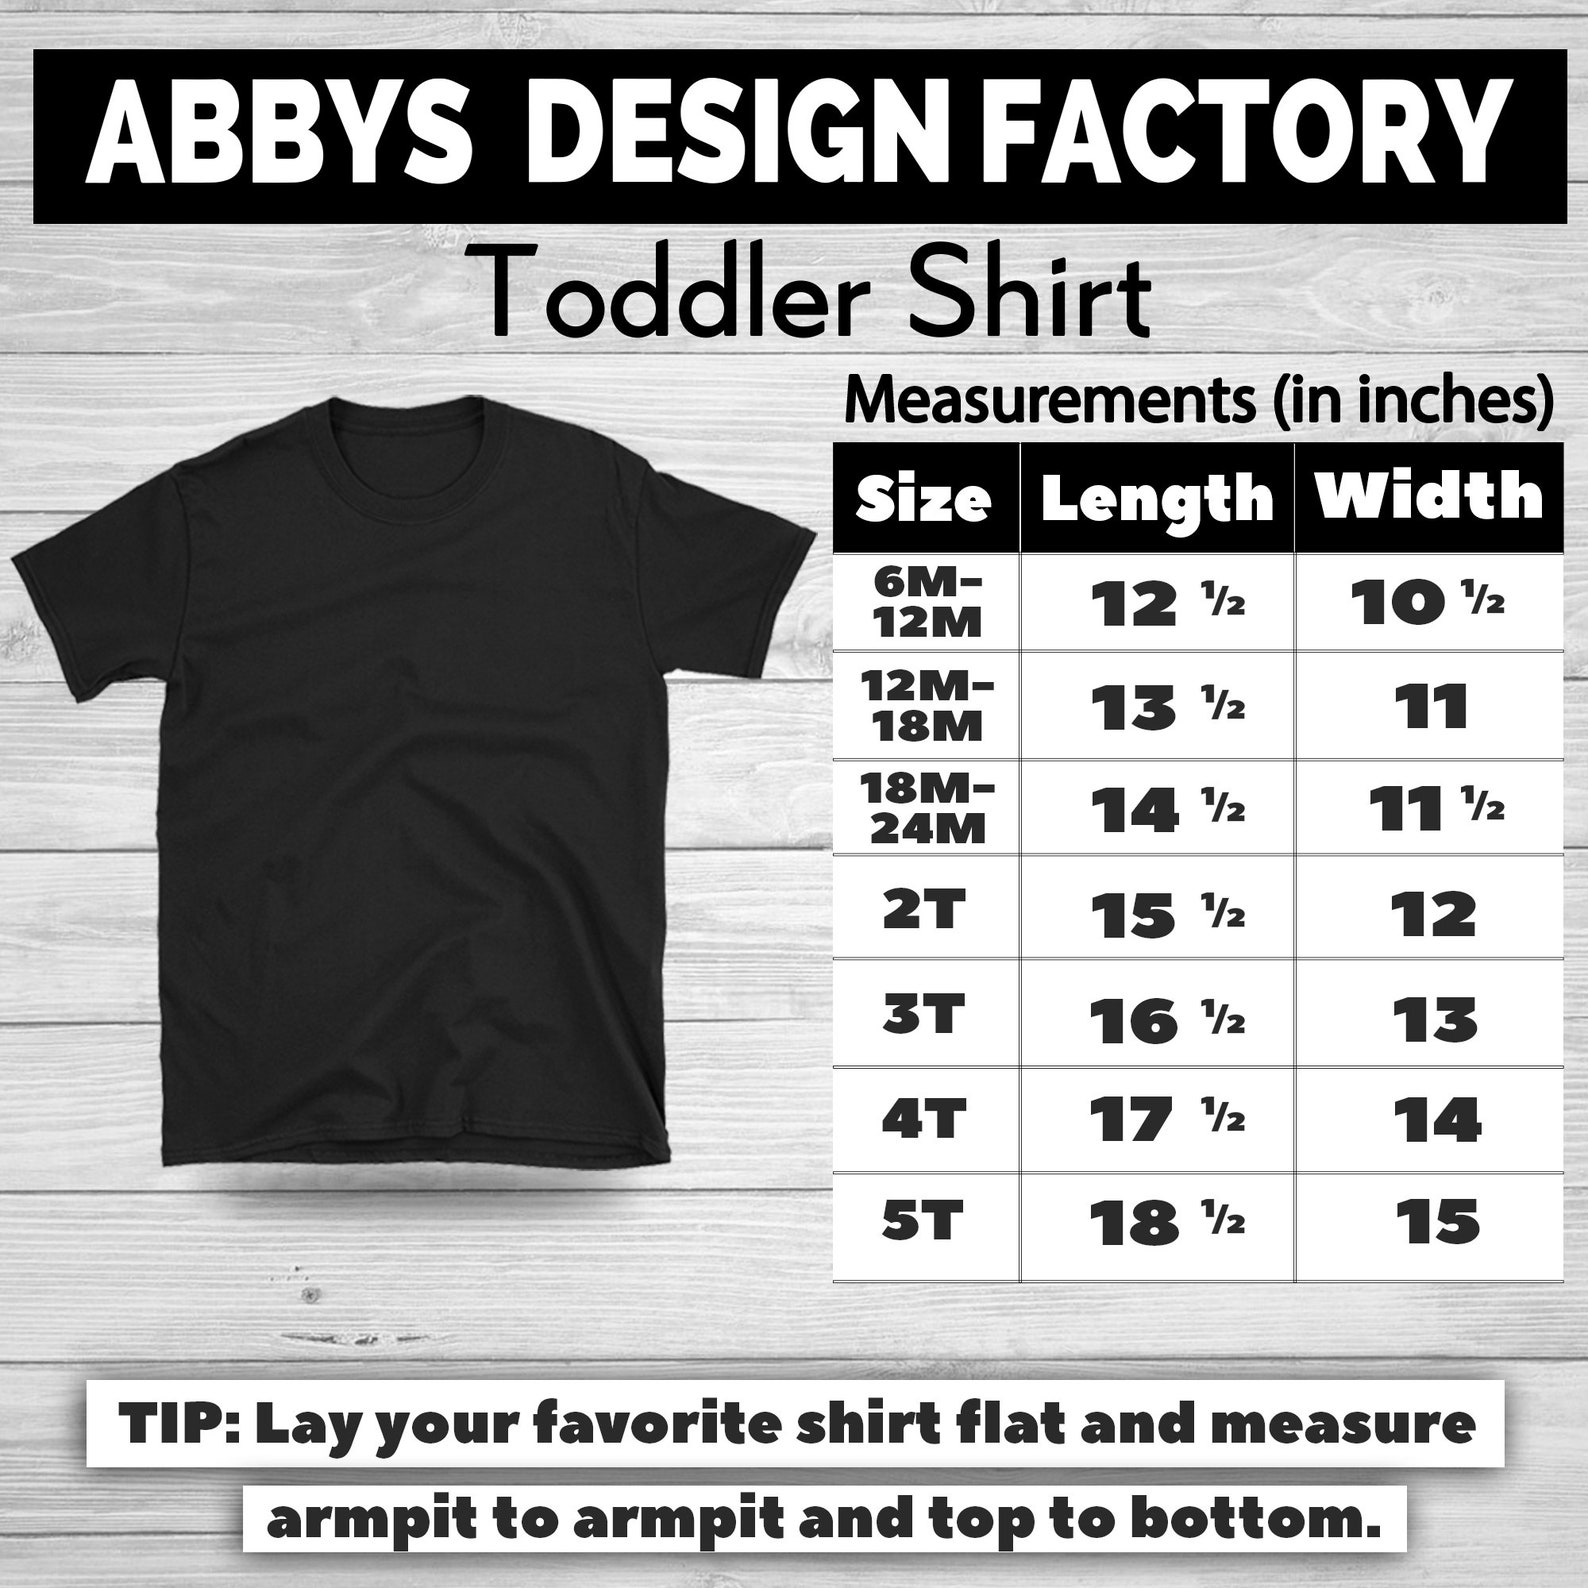 ABBYS DESIGN FACTORY
Toddler Shirt
Measurements (in inches)
Size Length Width
6M-
12M
12 ½ 10 ½
12M-
18M
13 ½ 11
18M-
24M
14 ½ 11 ½
2T 15 ½ 12
3T 16 ½ 13
4T 17 ½ 14
5T 18 ½ 15
TIP: Lay your favorite shirt flat and measure
armpit to armpit and top to bottom.